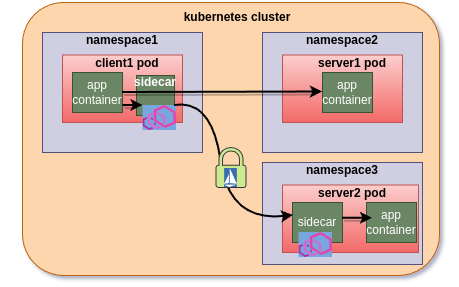 kubernetes cluster
namespace1
client1 pod
app
container
sidecar
namespace2
server1 pod
app
container
namespace3
server2 pod
sidecar
app
container